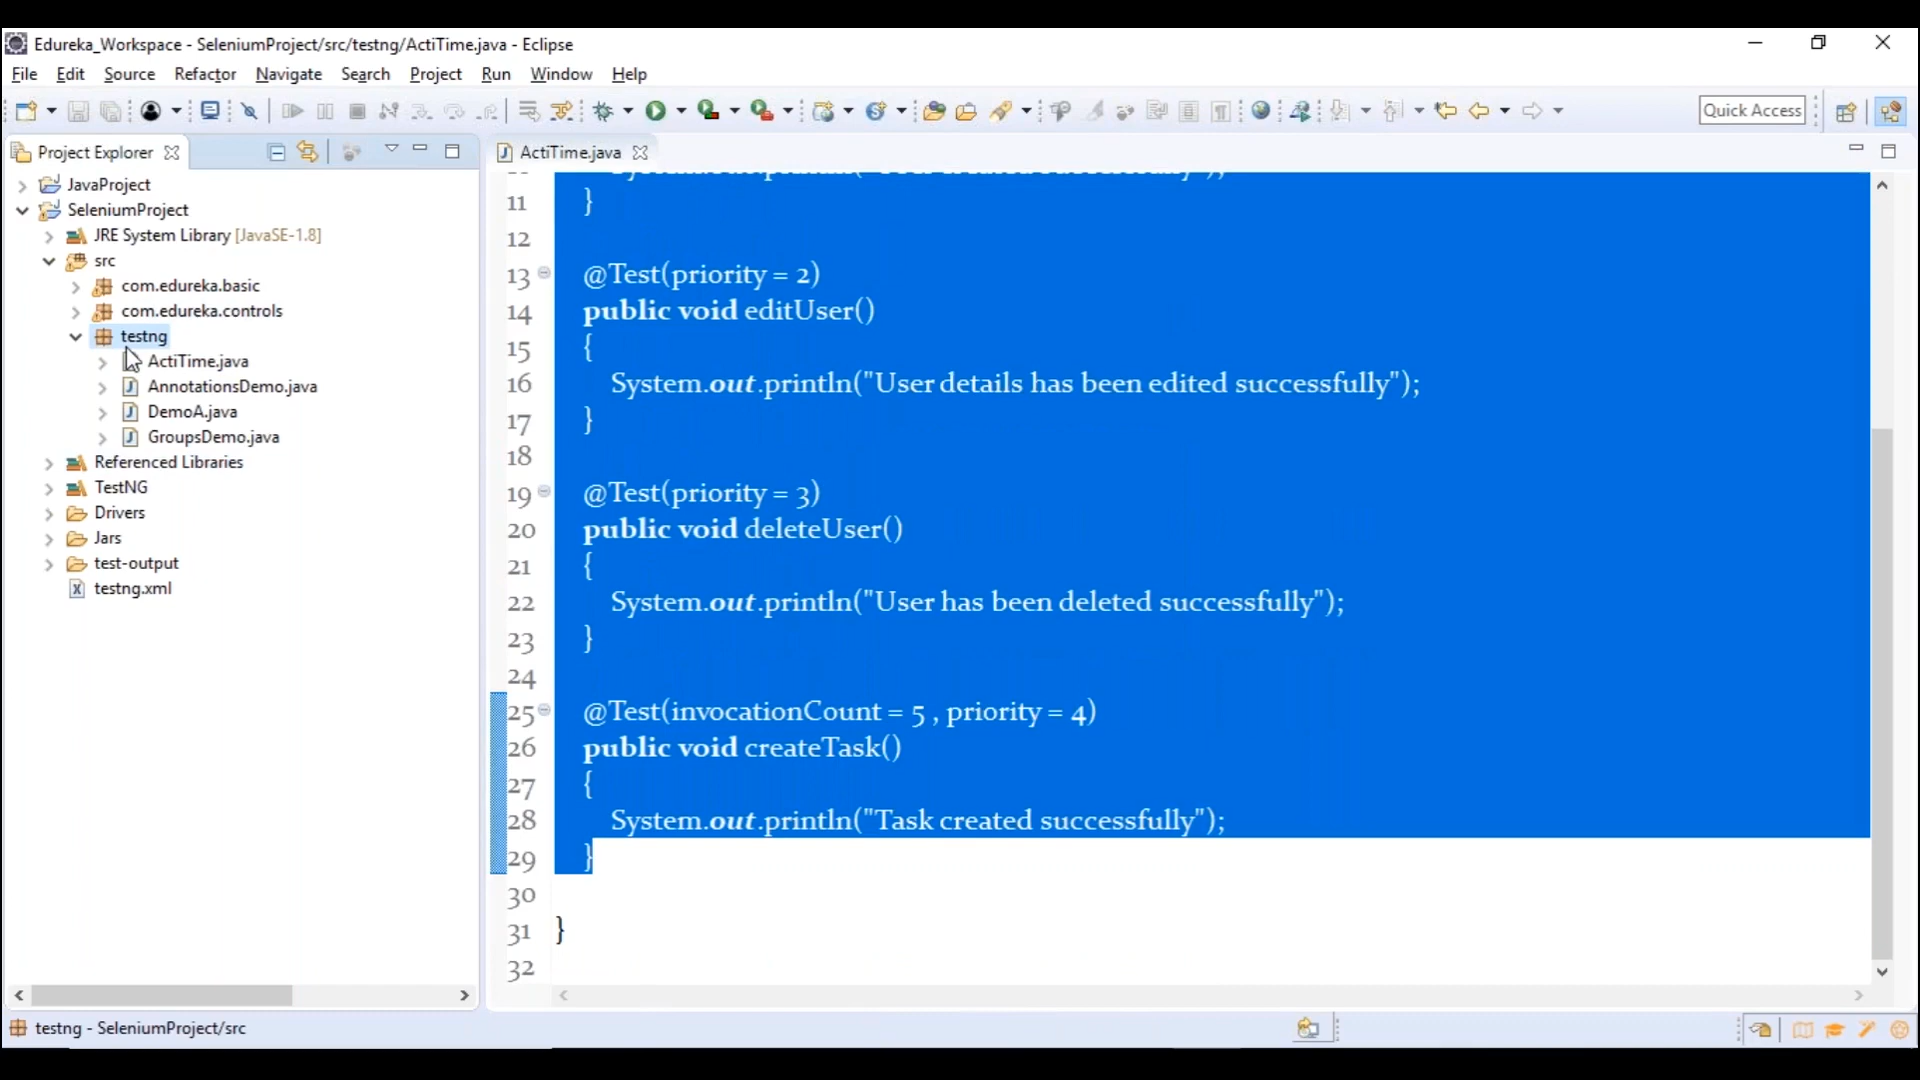 Edureka_Workspace - SeleniumProject/src/testng/ActiTime.java - Eclipse
File Edit Source Refactor Navigate Search Project Run Window Help
Quick Access
Project Explorer
JavaProject
SeleniumProject
JRE System Library [JavaSE-1.8]
src
com.edureka.basic
com.edureka.controls
testng
ActiTime.java
AnnotationsDemo.java
DemoA.java
GroupsDemo.java
Referenced Libraries
TestNG
Drivers
Jars
test-output
testng.xml
ActiTime.java
11 }
12
13 @Test(priority = 2)
14 public void editUser()
15 {
16 System.out.println("User details has been edited successfully");
17 }
18
19 @Test(priority = 3)
20 public void deleteUser()
21 {
22 System.out.println("User has been deleted successfully");
23 }
24
25 @Test(invocationCount = 5 , priority = 4)
26 public void createTask()
27 {
28 System.out.println("Task created successfully");
29 }
30
31 }
32
testng - SeleniumProject/src